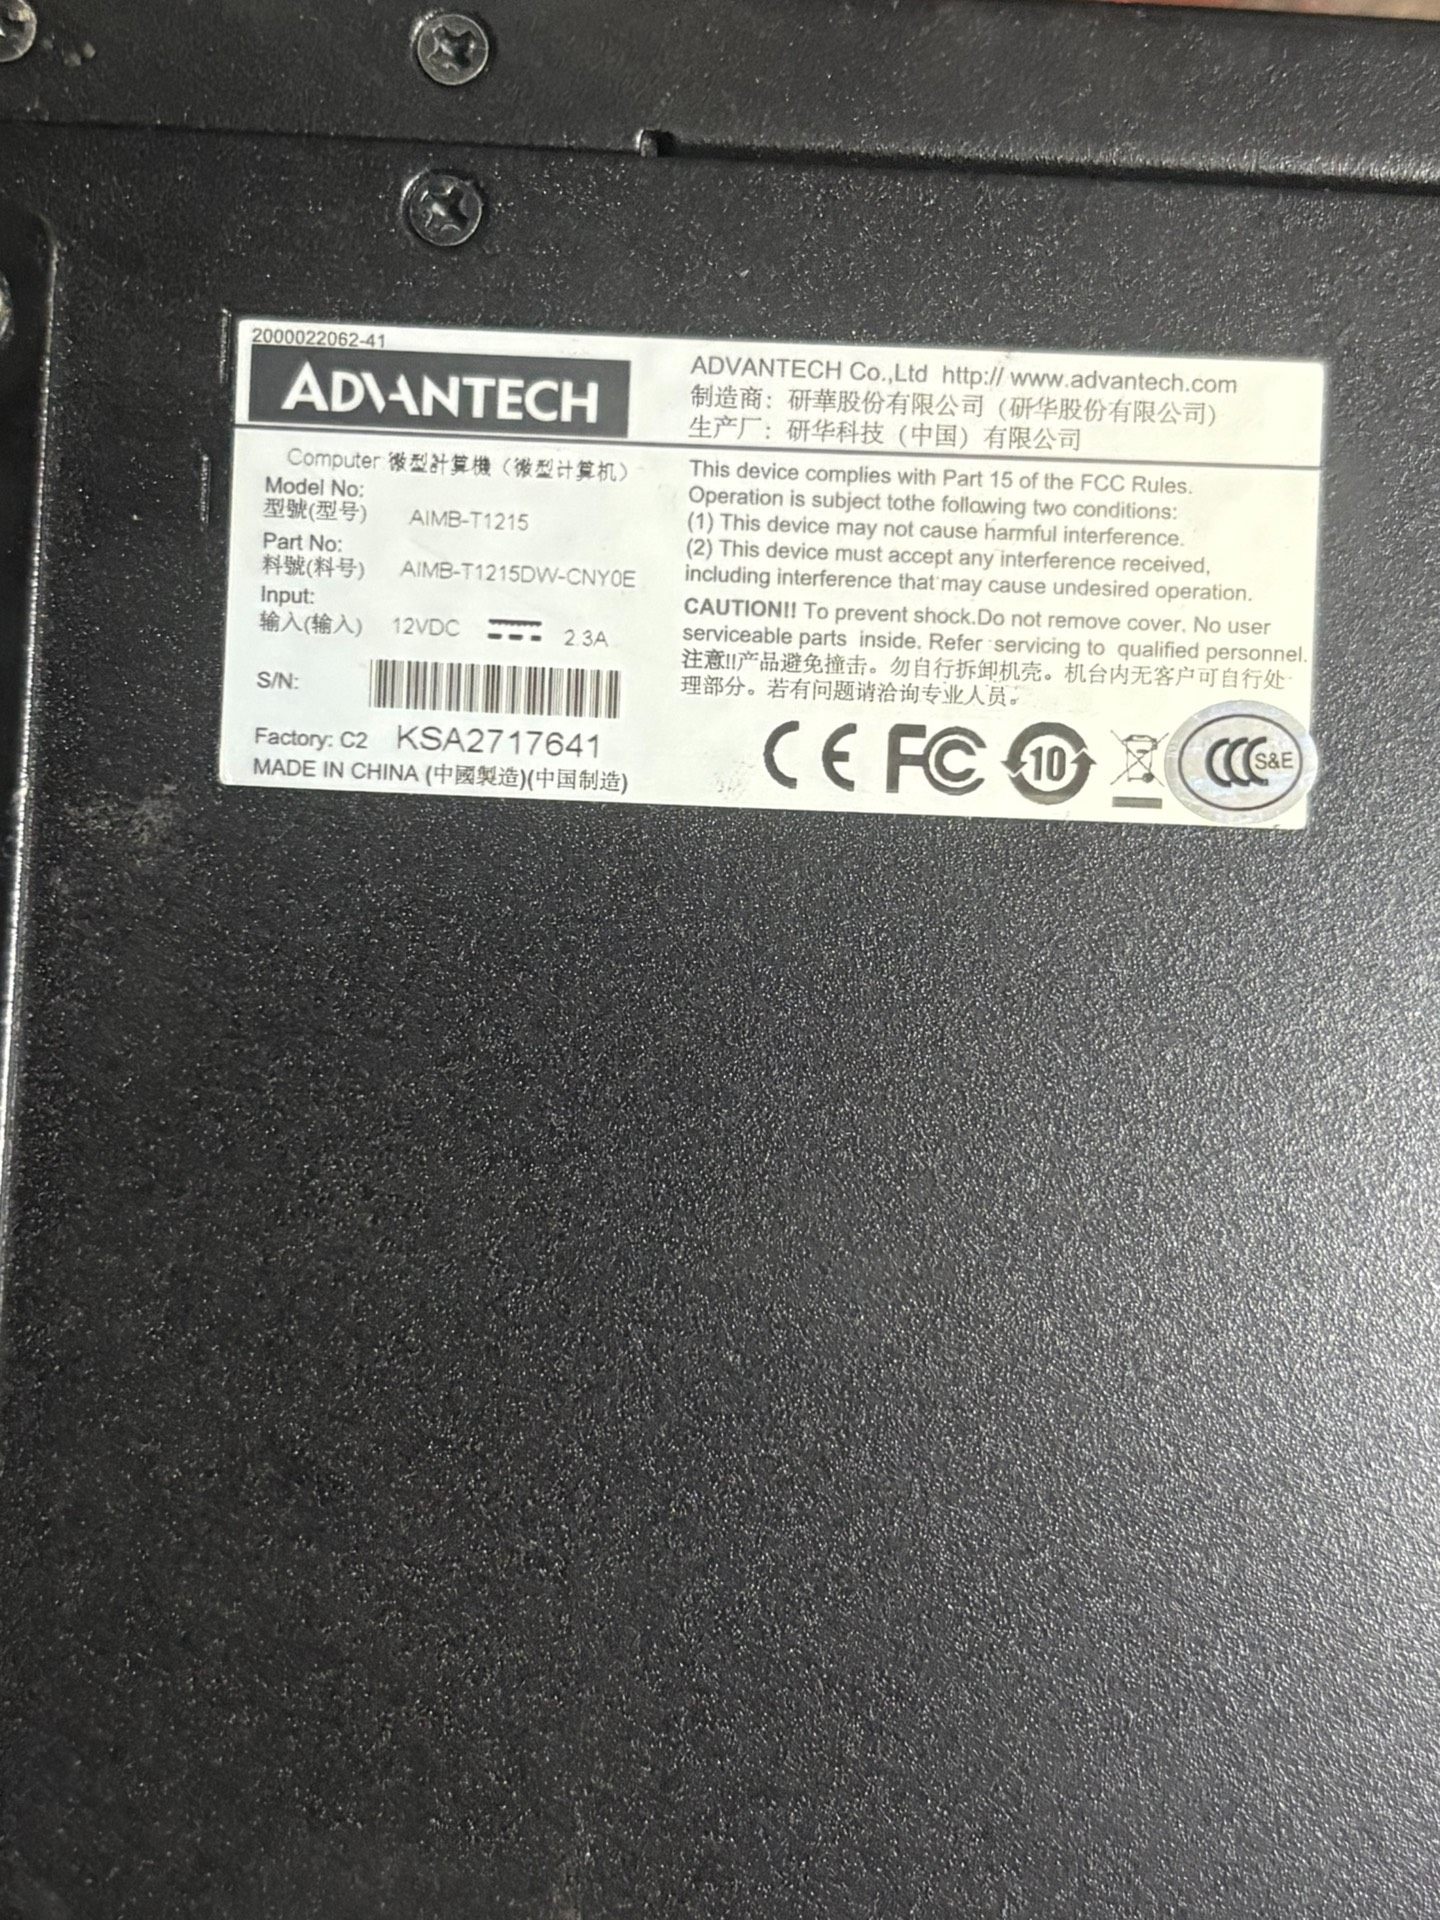 2000022062-41
ADVANTECH
ADVANTECH Co.,Ltd http:// www.advantech.com
制造商：研華股份有限公司（研华股份有限公司）
生产厂：研华科技（中国）有限公司
Computer 微型計算機（微型计算机）
Model No:
型號(型号) AIMB-T1215
Part No:
料號(料号) AIMB-T1215DW-CNY0E
Input:
输入(输入) 12VDC 2.3A
S/N:
Factory: C2 KSA2717641
MADE IN CHINA (中國製造)(中国制造)
This device complies with Part 15 of the FCC Rules.
Operation is subject tothe following two conditions:
(1) This device may not cause harmful interference.
(2) This device must accept any interference received,
including interference that may cause undesired operation.
CAUTION!! To prevent shock.Do not remove cover. No user
serviceable parts inside. Refer servicing to qualified personnel.
注意!!产品避免撞击。勿自行拆卸机壳。机台内无客户可自行处
理部分。若有问题请洽询专业人员。
CE FC 10 CCC S&E